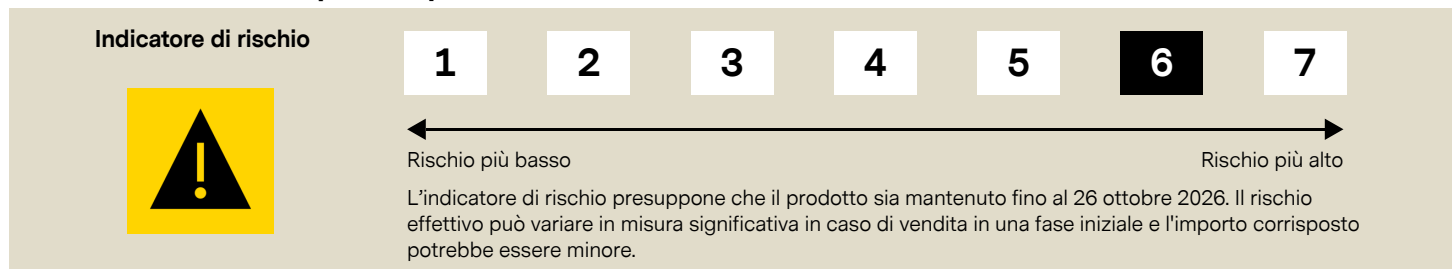 Indicatore di rischio
1 2 3 4 5 6 7
Rischio più basso Rischio più alto
L'indicatore di rischio presuppone che il prodotto sia mantenuto fino al 26 ottobre 2026. Il rischio
effettivo può variare in misura significativa in caso di vendita in una fase iniziale e l'importo corrisposto
potrebbe essere minore.